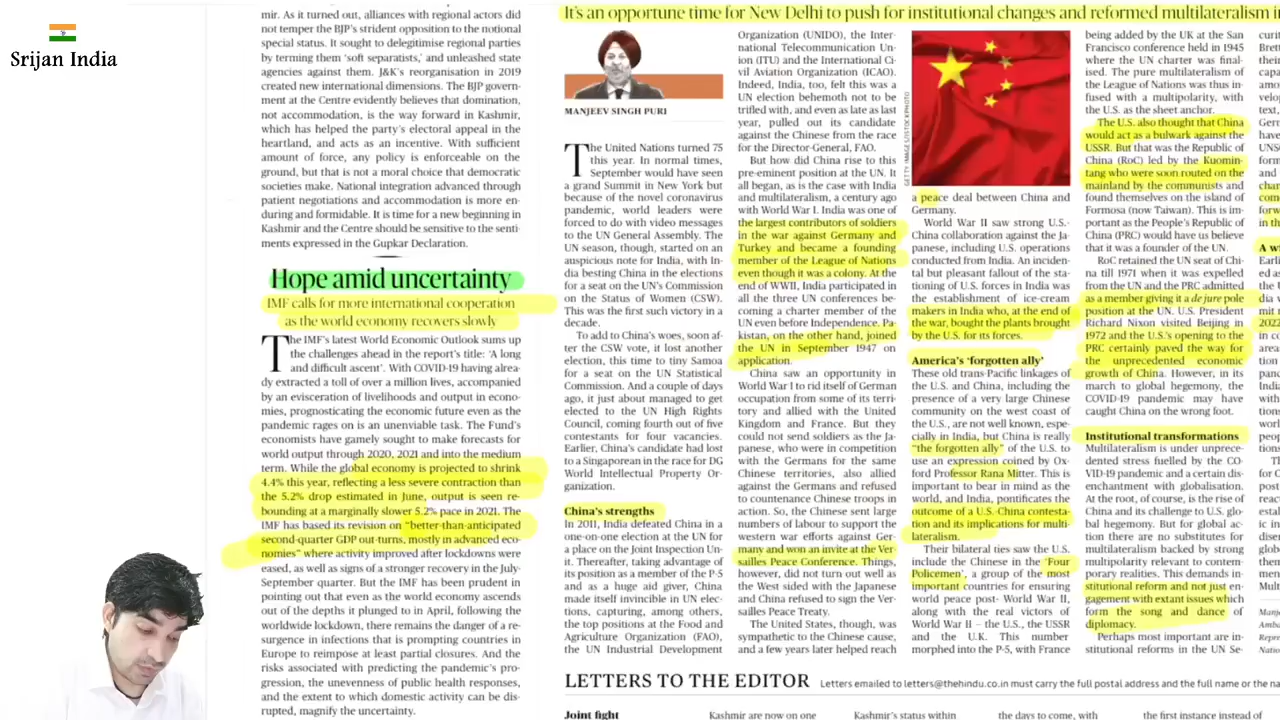 Srijan India
mir. As it turned out, alliances with regional actors did
not temper the BJP's strident opposition to the notional
special status. It sought to delegitimise regional parties
by terming them 'soft separatists,' and unleashed state
agencies against them. J&K's reorganisation in 2019
created new international dimensions. The BJP govern-
ment at the Centre evidently believes that domination,
not accommodation, is the way forward in Kashmir,
which has helped the party's electoral appeal in the
heartland, and acts as an incentive. With sufficient
amount of force, any policy is enforceable on the
ground, but that is not a moral choice that democratic
societies make. National integration advanced through
patient negotiations and accommodation is more en-
during and formidable. It is time for a new beginning in
Kashmir and the Centre should be sensitive to the senti-
ments expressed in the Gupkar Declaration.
Hope amid uncertainty
IMF calls for more international cooperation
as the world economy recovers slowly
The IMF's latest World Economic Outlook sums up
the challenges ahead in the report's title: 'A long
and difficult ascent'. With COVID-19 having alrea-
dy extracted a toll of over a million lives, accompanied
by an evisceration of livelihoods and output in econo-
mies, prognosticating the economic future even as the
pandemic rages on is an unenviable task. The Fund's
economists have gamely sought to make forecasts for
world output through 2020, 2021 and into the medium
term. While the global economy is projected to shrink
4.4% this year, reflecting a less severe contraction than
the 5.2% drop estimated in June, output is seen re-
bounding at a marginally slower 5.2% pace in 2021. The
IMF has based its revision on "better-than-anticipated
second-quarter GDP out-turns, mostly in advanced eco-
nomies" where activity improved after lockdowns were
eased, as well as signs of a stronger recovery in the July-
September quarter. But the IMF has been prudent in
pointing out that even as the world economy ascends
out of the depths it plunged to in April, following the
worldwide lockdown, there remains the danger of a re-
surgence in infections that is prompting countries in
Europe to reimpose at least partial closures. And the
risks associated with predicting the pandemic's pro-
gression, the unevenness of public health responses,
and the extent to which domestic activity can be dis-
rupted, magnify the uncertainty.
It's an opportune time for New Delhi to push for institutional changes and reformed multilateralism i
MANJEEV SINGH PURI
The United Nations turned 75
this year. In normal times,
September would have seen
a grand Summit in New York but
because of the novel coronavirus
pandemic, world leaders were
forced to do with video messages
to the UN General Assembly. The
UN season, though, started on an
auspicious note for India, with In-
dia besting China in the elections
for a seat on the UN's Commission
on the Status of Women (CSW).
This was the first such victory in a
decade.
To add to China's woes, soon af-
ter the CSW vote, it lost another
election, this time to tiny Samoa
for a seat on the UN Statistical
Commission. And a couple of days
ago, it just about managed to get
elected to the UN High Rights
Council, coming fourth out of five
contestants for four vacancies.
Earlier, China's candidate had lost
to a Singaporean in the race for DG
World Intellectual Property Or-
ganization.
China's strengths
In 2011, India defeated China in a
one-on-one election at the UN for
a place on the Joint Inspection Un-
it. Thereafter, taking advantage of
its position as a member of the P-5
and as a huge aid giver, China
made itself invincible in UN elec-
tions, capturing, among others,
the top positions at the Food and
Agriculture Organization (FAO),
the UN Industrial Development
Organization (UNIDO), the Inter-
national Telecommunication Un-
ion (ITU) and the International Ci-
vil Aviation Organization (ICAO).
Indeed, India, too, felt this was a
UN election behemoth not to be
trifled with, and even as late as last
year, pulled out its candidate
against the Chinese from the race
for the Director-General, FAO.
But how did China rise to this
pre-eminent position at the UN. It
all began, as is the case with India
and multilateralism, a century ago
with World War I. India was one of
the largest contributors of soldiers
in the war against Germany and
Turkey and became a founding
member of the League of Nations
even though it was a colony. At the
end of WWII, India participated in
all the three UN conferences be-
coming a charter member of the
UN even before Independence. Pa-
kistan, on the other hand, joined
the UN in September 1947 on
application.
China saw an opportunity in
World War I to rid itself of German
occupation from some of its terri-
tory and allied with the United
Kingdom and France. But they
could not send soldiers as the Ja-
panese, who were in competition
with the Germans for the same
Chinese territories, also allied
against the Germans and refused
to countenance Chinese troops in
action. So, the Chinese sent large
numbers of labour to support the
western war efforts against Ger-
many and won an invite at the Ver-
sailles Peace Conference. Things,
however, did not turn out well as
the West sided with the Japanese
and China refused to sign the Ver-
sailles Peace Treaty.
The United States, though, was
sympathetic to the Chinese cause,
and a few years later helped reach
GETTY IMAGES/ISTOCKPHOTO
a peace deal between China and
Germany.
World War II saw strong U.S.-
China collaboration against the Ja-
panese, including U.S. operations
conducted from India. An inciden-
tal but pleasant fallout of the sta-
tioning of U.S. forces in India was
the establishment of ice-cream
makers in India who, at the end of
the war, bought the plants brought
by the U.S. for its forces.
America's 'forgotten ally'
These old trans-Pacific linkages of
the U.S. and China, including the
presence of a very large Chinese
community on the west coast of
the U.S., are not well known, espe-
cially in India, but China is really
"the forgotten ally" of the U.S. to
use an expression coined by Ox-
ford Professor Rana Mitter. This is
important to bear in mind as the
world, and India, pontificates the
outcome of a U.S.-China contesta-
tion and its implications for multi-
lateralism.
Their bilateral ties saw the U.S.
include the Chinese in the 'Four
Policemen', a group of the most
important countries for ensuring
world peace post- World War II,
along with the real victors of
World War II – the U.S., the USSR
and the U.K. This number
morphed into the P-5, with France
being added by the UK at the San
Francisco conference held in 1945
where the UN charter was final-
ised. The pure multilateralism of
the League of Nations was thus in-
fused with a multipolarity, with
the U.S. as the sheet anchor.
The U.S. also thought that China
would act as a bulwark against the
USSR. But that was the Republic of
China (RoC) led by the Kuomin-
tang who were soon routed on the
mainland by the communists and
found themselves on the island of
Formosa (now Taiwan). This is im-
portant as the People's Republic of
China (PRC) would have us believe
that it was a founder of the UN.
RoC retained the UN seat of Chi-
na till 1971 when it was expelled
from the UN and the PRC admitted
as a member giving it a de jure pole
position at the UN. U.S. President
Richard Nixon visited Beijing in
1972 and the U.S.'s opening to the
PRC certainly paved the way for
the unprecedented economic
growth of China. However, in its
march to global hegemony, the
COVID-19 pandemic may have
caught China on the wrong foot.
Institutional transformations
Multilateralism is under unprece-
dented stress fuelled by the CO-
VID-19 pandemic and a certain dis-
enchantment with globalisation.
At the root, of course, is the rise of
China and its challenge to U.S. glo-
bal hegemony. But for global ac-
tion there are no substitutes for
multilateralism backed by strong
multipolarity relevant to contem-
porary realities. This demands in-
stitutional reform and not just en-
gagement with extant issues which
form the song and dance of
diplomacy.
Perhaps most important are in-
stitutional reforms in the UN Se-
LETTERS TO THE EDITOR Letters emailed to letters@thehindu.co.in must carry the full postal address and the full name or the na
Joint fight
Kashmir are now on one
Kashmir's status within
the days to come, with
the first instance instead of